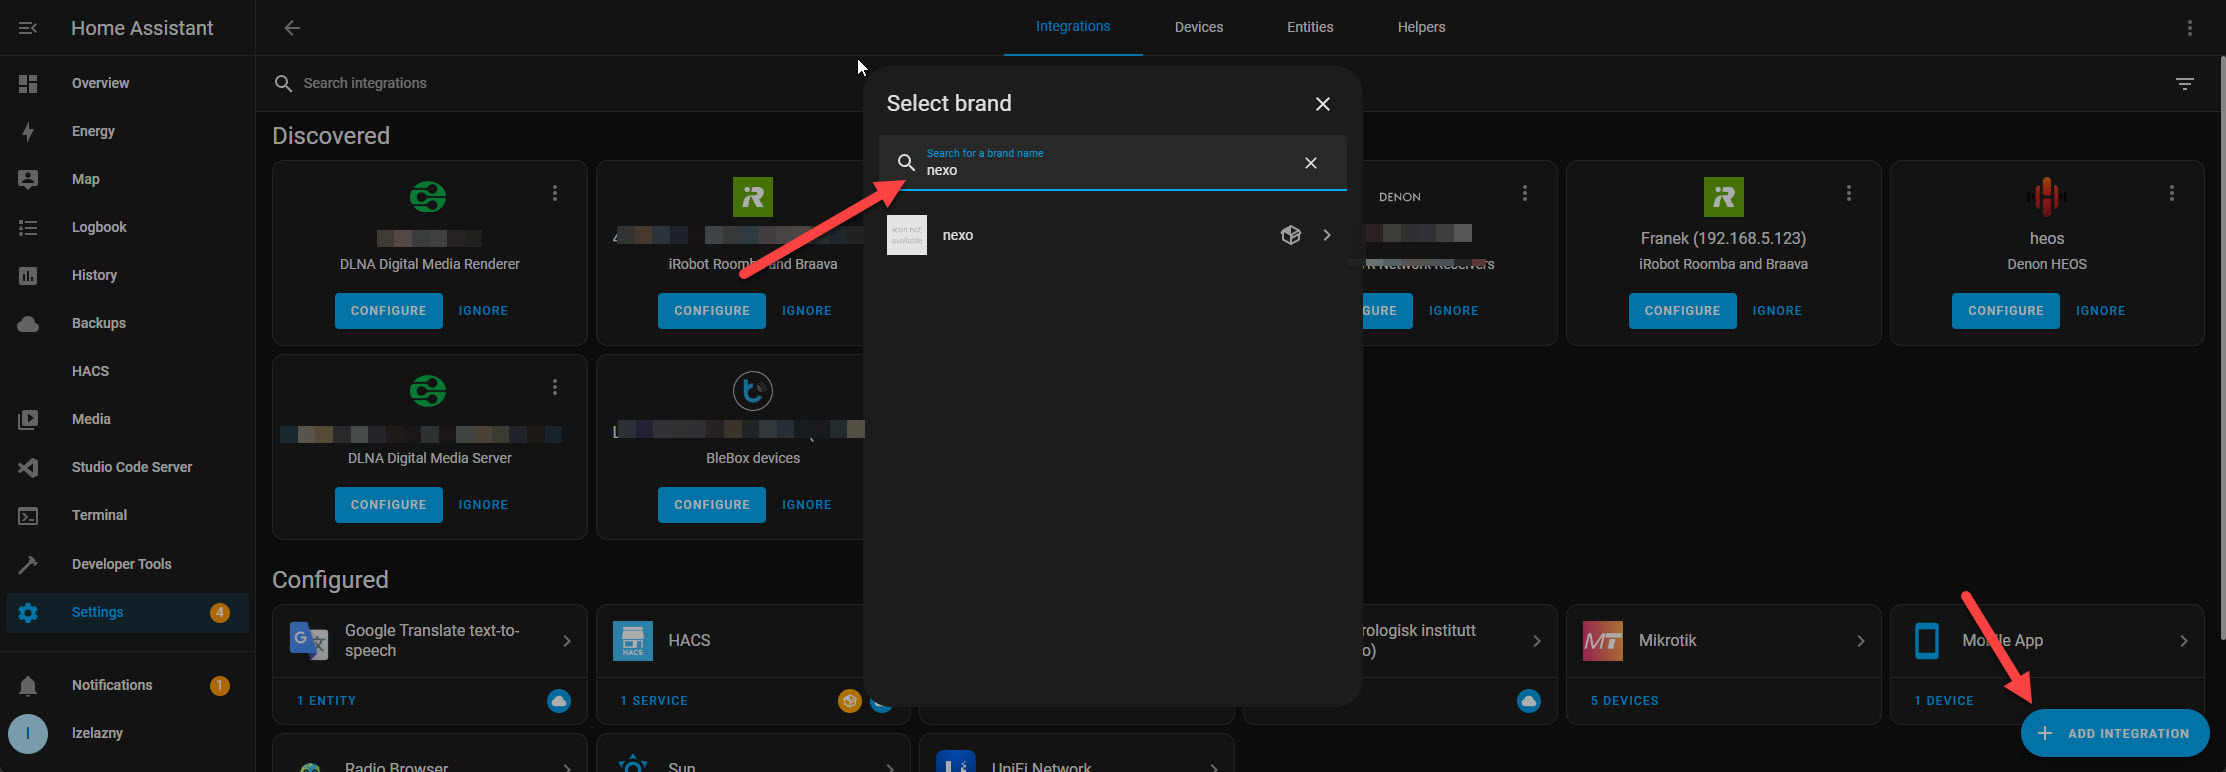 Home Assistant
Overview
Energy
Map
Logbook
History
Backups
HACS
Media
Studio Code Server
Terminal
Developer Tools
Settings
4
Notifications
1
l
lzelazny
Integrations
Devices
Entities
Helpers
Search integrations
Discovered
DLNA Digital Media Renderer
CONFIGURE
IGNORE
iRobot Roomba and Braava
CONFIGURE
IGNORE
DENON
Network Receivers
GURE
IGNORE
Franek (192.168.5.123)
iRobot Roomba and Braava
CONFIGURE
IGNORE
heos
Denon HEOS
CONFIGURE
IGNORE
DLNA Digital Media Server
CONFIGURE
IGNORE
BleBox devices
CONFIGURE
IGNORE
Select brand
Search for a brand name
nexo
icon not
available
nexo
Configured
Google Translate text-to-
speech
1 ENTITY
HACS
HACS
1 SERVICE
rologisk institutt
o)
MT
Mikrotik
5 DEVICES
Mobile App
1 DEVICE
Radio Browser
Sun
UniFi Network
ADD INTEGRATION